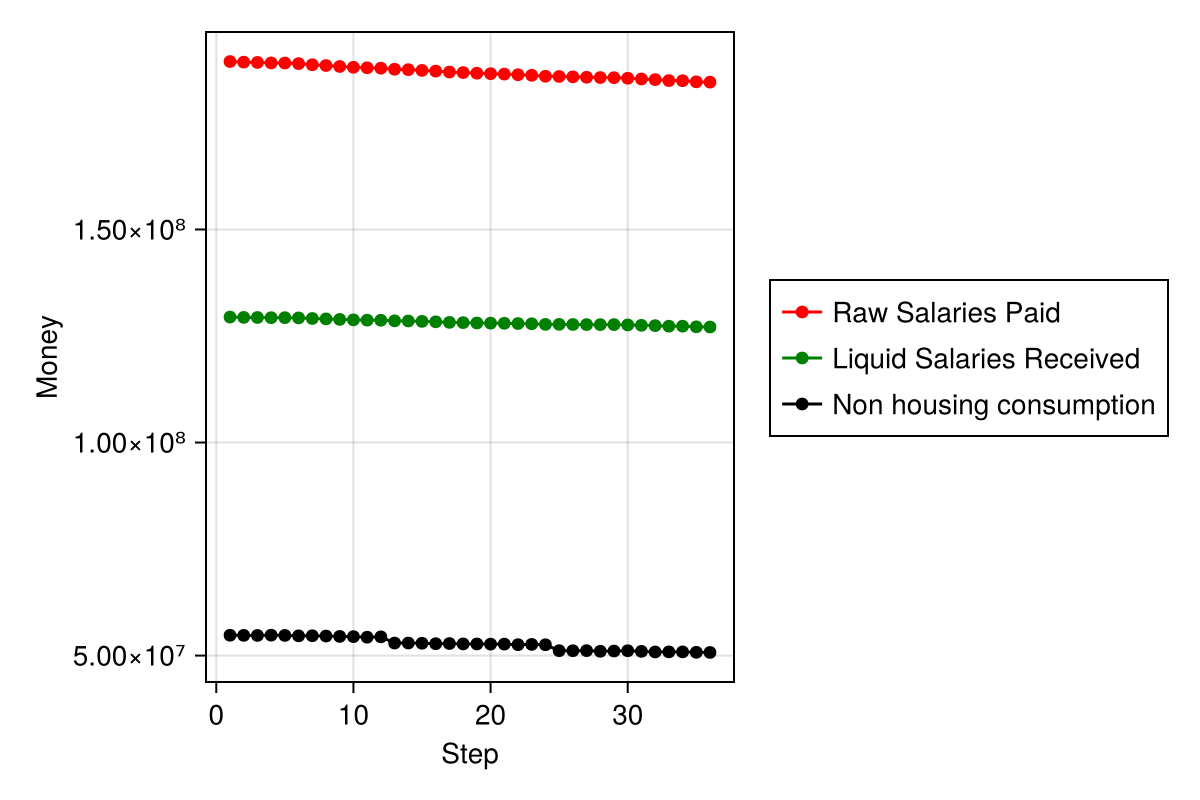 1.50×10⁸
1.00×10⁸
5.00×10⁷
Money
0 10 20 30
Step
Raw Salaries Paid
Liquid Salaries Received
Non housing consumption